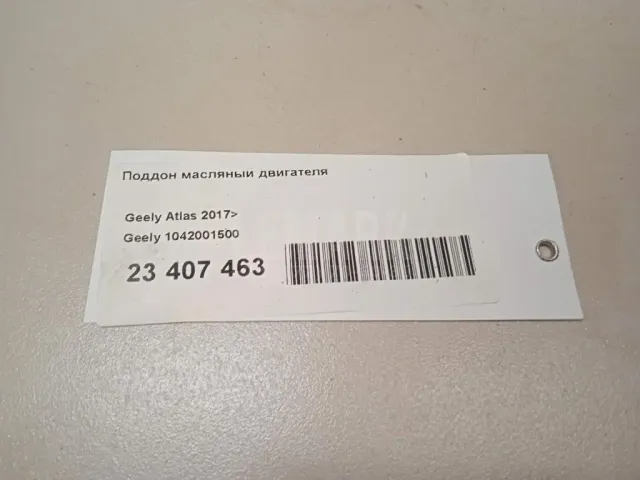 Поддон масляный двигателя
Geely Atlas 2017>
Geely 1042001500
23 407 463